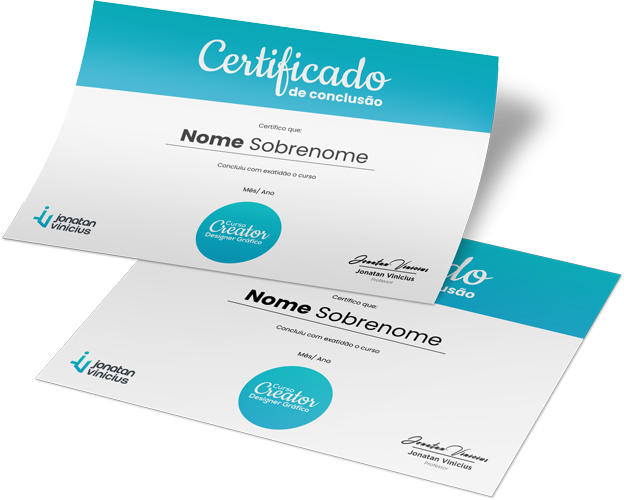 Certificado
de conclusão
Certifico que:
Nome Sobrenome
Concluiu com exatidão o curso
Mês/ Ano
Curso
Creator
Designer Gráfico
jonatan
vinicius
Jonatan Vinicius
Jonatan Vinicius
Professor
do
usão
Certifico que:
Nome Sobrenome
Concluiu com exatidão o curso
Mês/ Ano
Curso
Creator
Designer Gráfico
jonatan
vinicius
Jonatan Vinicius
Jonatan Vinicius
Professor